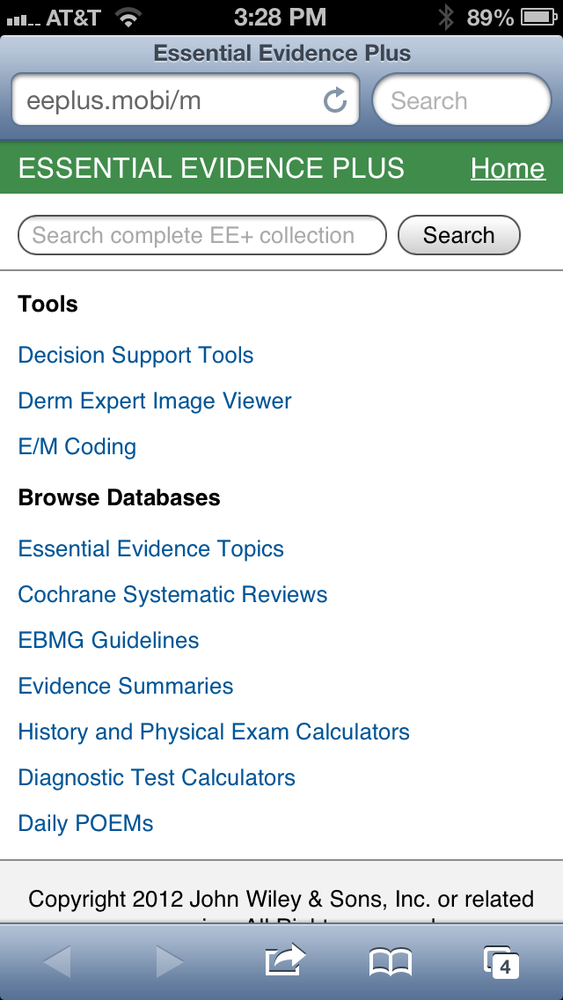 AT&T 3:28 PM 89%
Essential Evidence Plus
eeplus.mobi/m Search
ESSENTIAL EVIDENCE PLUS Home
Search complete EE+ collection Search
Tools
Decision Support Tools
Derm Expert Image Viewer
E/M Coding
Browse Databases
Essential Evidence Topics
Cochrane Systematic Reviews
EBMG Guidelines
Evidence Summaries
History and Physical Exam Calculators
Diagnostic Test Calculators
Daily POEMs
Copyright 2012 John Wiley & Sons, Inc. or related
4